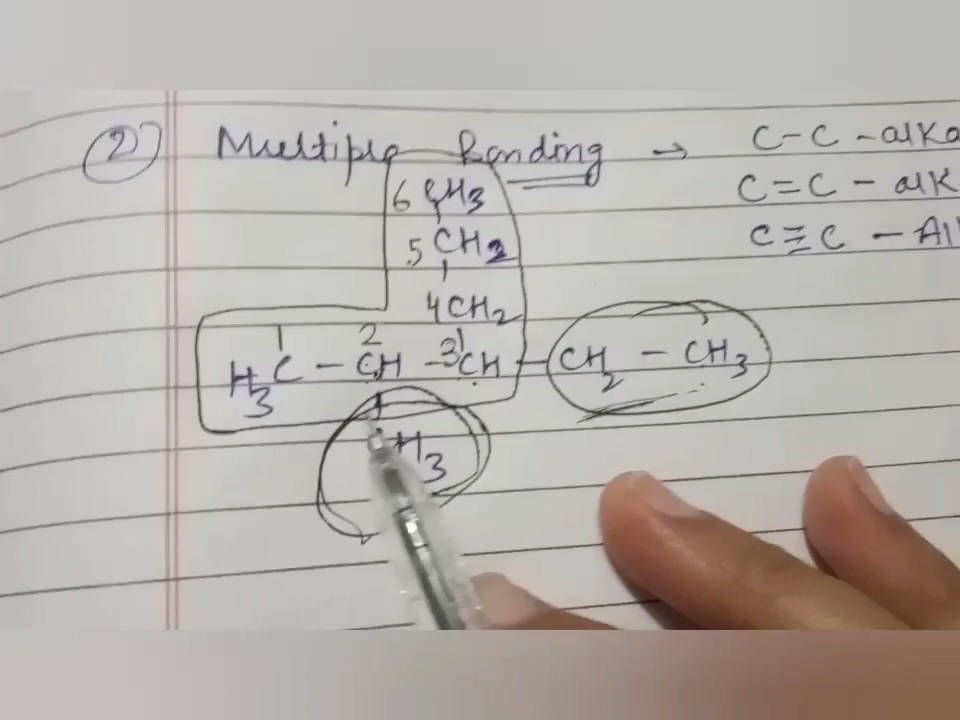 2) Multiple Bonding → C-C - alka
C=C - alk
C≡C - Al
6 CH3
5 CH2
4 CH2
1 2 3
H3C - CH - CH - CH2 - CH3
H3